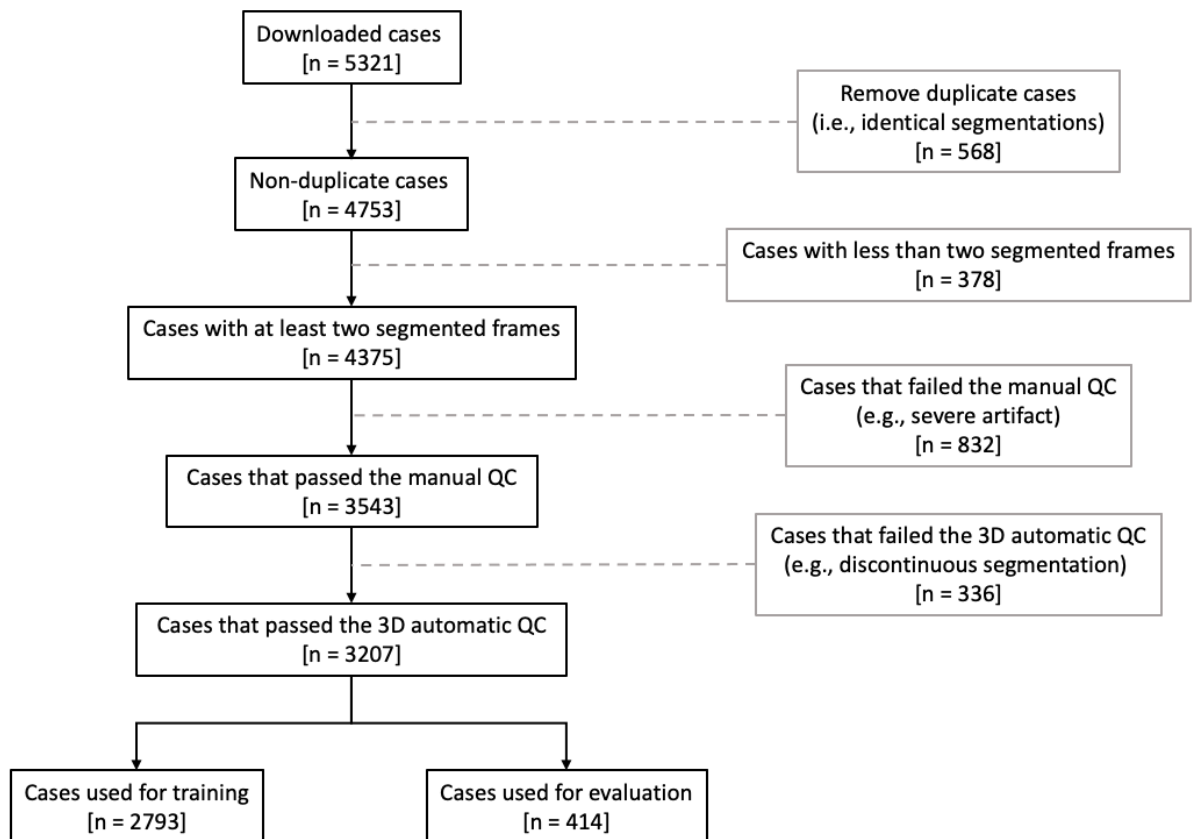 Downloaded cases
[n = 5321]
Remove duplicate cases
(i.e., identical segmentations)
[n = 568]
Non-duplicate cases
[n = 4753]
Cases with less than two segmented frames
[n = 378]
Cases with at least two segmented frames
[n = 4375]
Cases that failed the manual QC
(e.g., severe artifact)
[n = 832]
Cases that passed the manual QC
[n = 3543]
Cases that failed the 3D automatic QC
(e.g., discontinuous segmentation)
[n = 336]
Cases that passed the 3D automatic QC
[n = 3207]
Cases used for training
[n = 2793]
Cases used for evaluation
[n = 414]